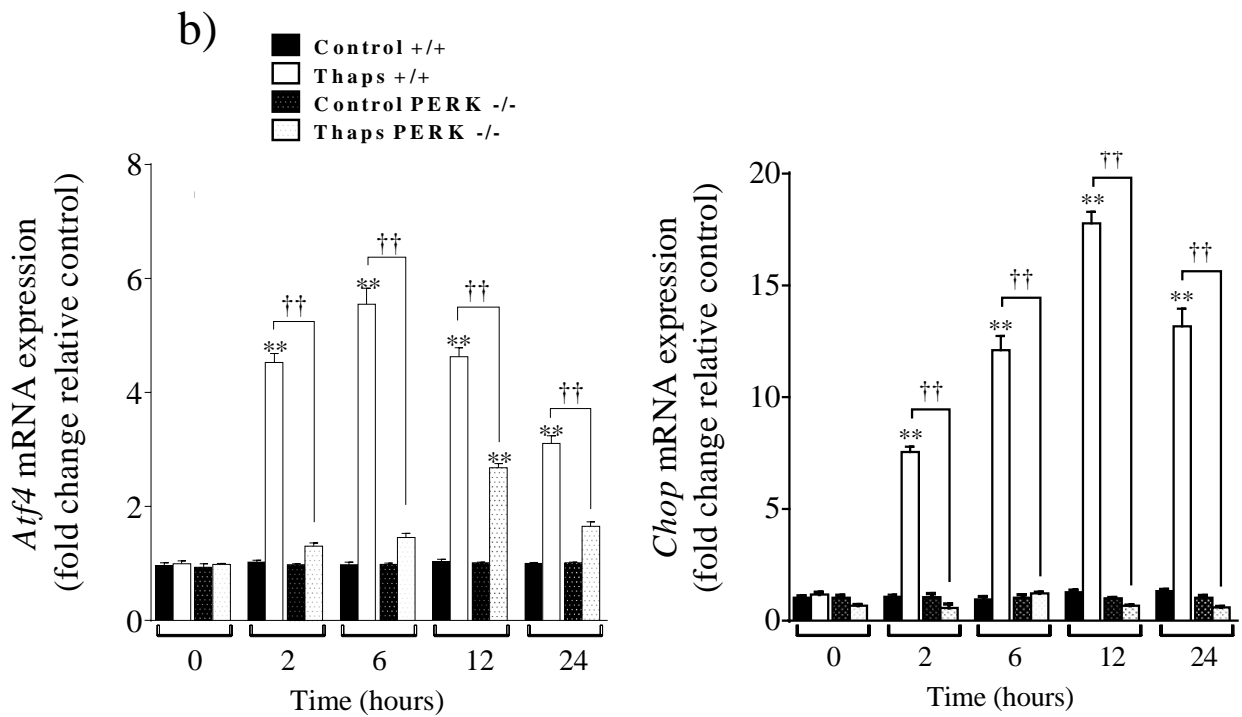 b)
Control +/+
Thaps +/+
Control PERK -/-
Thaps PERK -/-
Atf4 mRNA expression
(fold change relative control)
8
6
4
2
0
††
**
††
**
††
**
**
††
**
0 2 6 12 24
Time (hours)
Chop mRNA expression
(fold change relative control)
20
15
10
5
0
††
**
††
**
††
**
††
**
0 2 6 12 24
Time (hours)